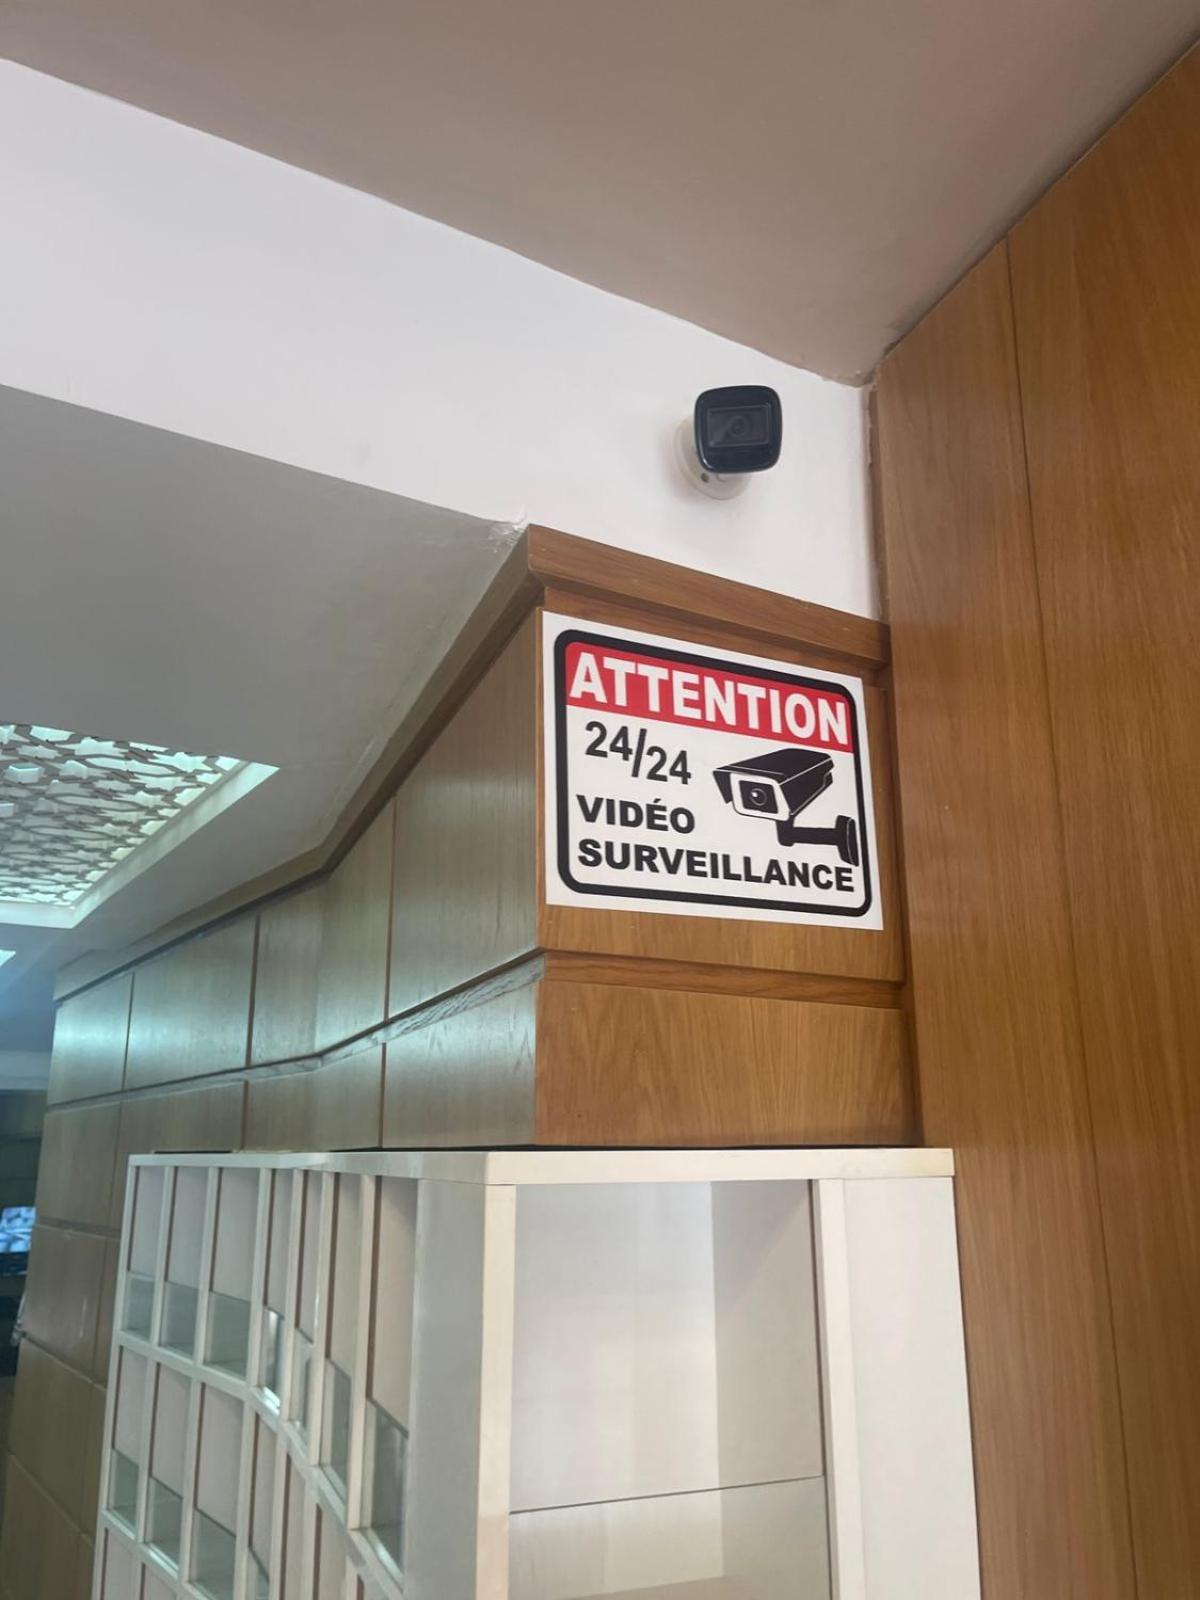 ATTENTION
24/24
VIDÉO
SURVEILLANCE